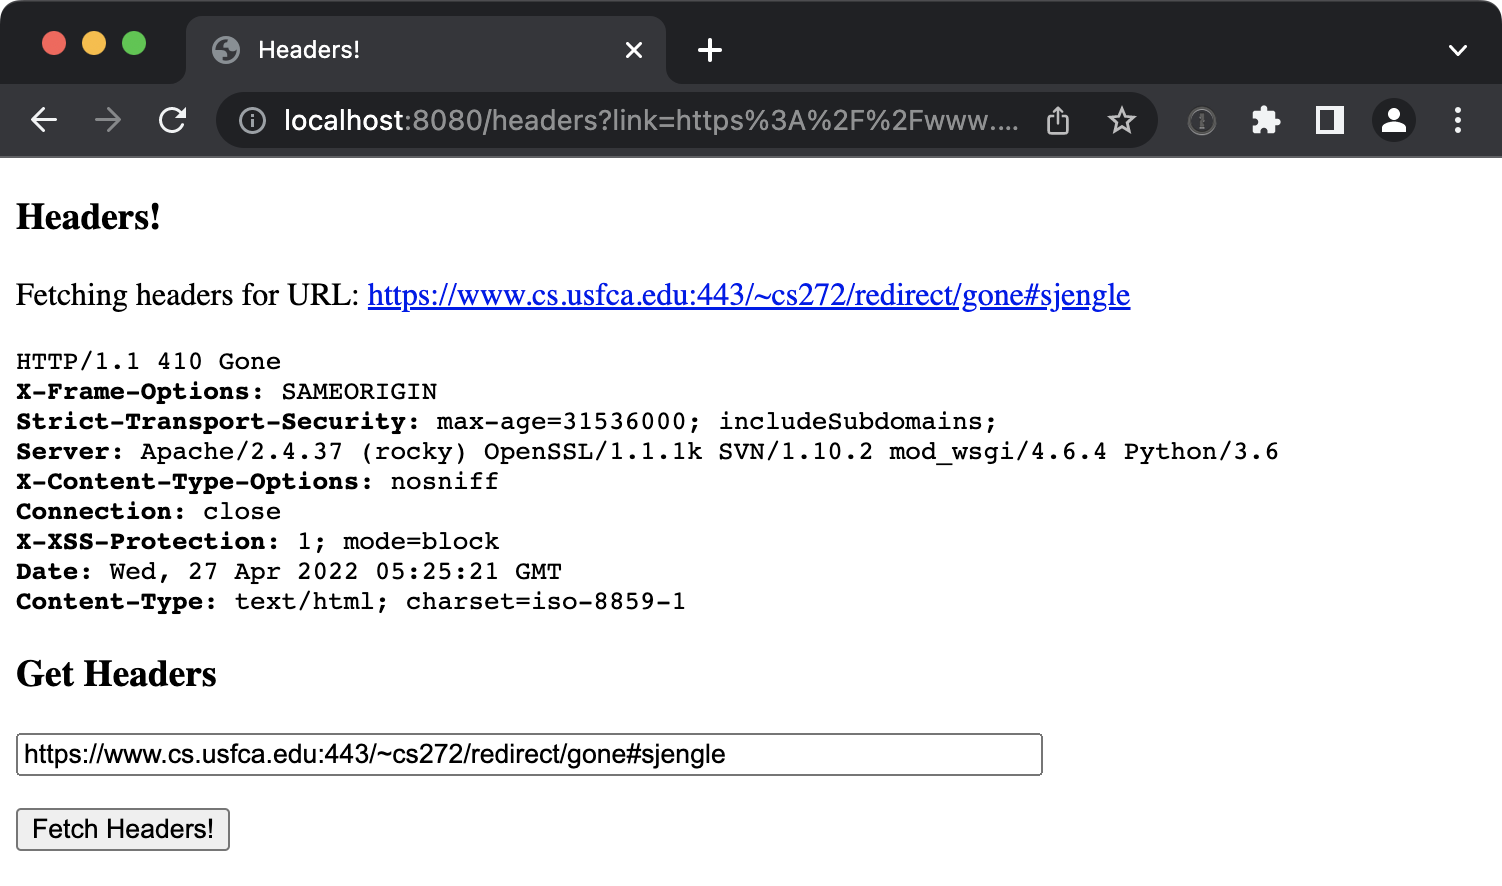 Headers!
localhost:8080/headers?link=https%3A%2F%2Fwww....
Headers!
Fetching headers for URL: https://www.cs.usfca.edu:443/~cs272/redirect/gone#sjengle
HTTP/1.1 410 Gone
X-Frame-Options: SAMEORIGIN
Strict-Transport-Security: max-age=31536000; includeSubdomains;
Server: Apache/2.4.37 (rocky) OpenSSL/1.1.1k SVN/1.10.2 mod_wsgi/4.6.4 Python/3.6
X-Content-Type-Options: nosniff
Connection: close
X-XSS-Protection: 1; mode=block
Date: Wed, 27 Apr 2022 05:25:21 GMT
Content-Type: text/html; charset=iso-8859-1
Get Headers
https://www.cs.usfca.edu:443/~cs272/redirect/gone#sjengle
Fetch Headers!